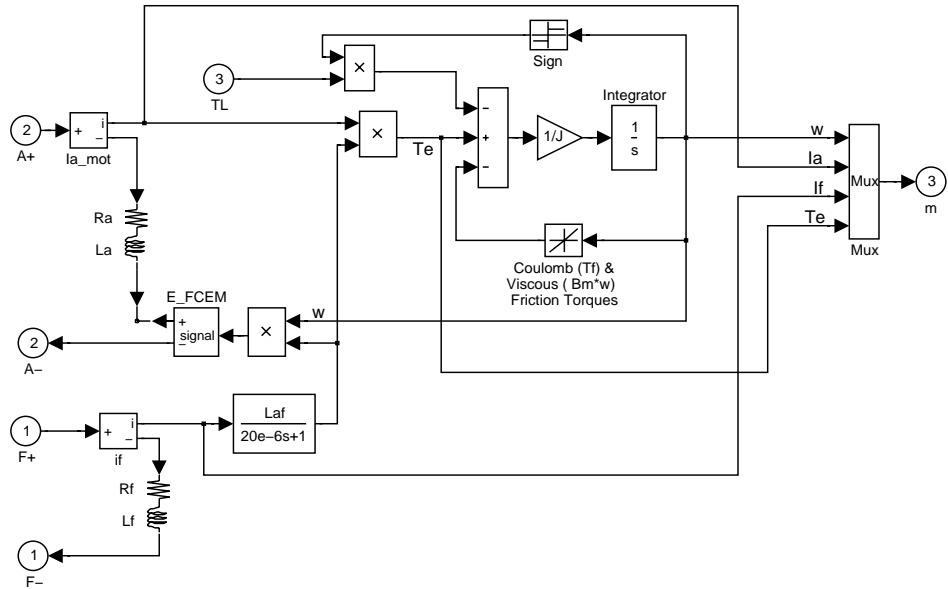 Sign
3
TL
×
Integrator
2
A+
+
i
−
Ia_mot
×
Te
−
+
−
1/J
1
s
w
Ia
If
Te
Mux
Mux
3
m
Ra
La
Coulomb (Tf) &
Viscous ( Bm*w)
Friction Torques
E_FCEM
+
signal
−
×
w
2
A−
Laf
20e−6s+1
1
F+
+
i
−
if
Rf
Lf
1
F−